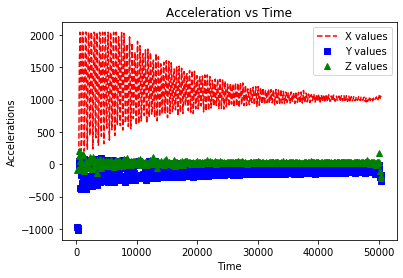 Acceleration vs Time
X values
Y values
Z values
2000
1500
1000
500
0
−500
−1000
Accelerations
0
10000
20000
30000
40000
50000
Time